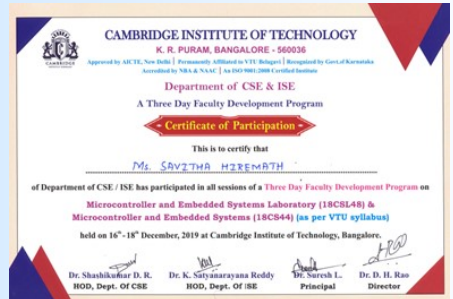 CAMBRIDGE INSTITUTE OF TECHNOLOGY
K. R. PURAM, BANGALORE - 560036
Approved by AICTE, New Delhi | Permanently Affiliated to VTU Belagavi | Recognized by Govt.of Karnataka
Accredited by NBA & NAAC | An ISO 9001:2008 Certified Institute
CAMBRIDGE
Department of CSE & ISE
A Three Day Faculty Development Program
Certificate of Participation
This is to certify that
Ms. SAVITHA HIREMATH
of Department of CSE / ISE has participated in all sessions of a Three Day Faculty Development Program on
Microcontroller and Embedded Systems Laboratory (18CSL48) &
Microcontroller and Embedded Systems (18CS44) (as per VTU syllabus)
held on 16th -18th December, 2019 at Cambridge Institute of Technology, Bangalore.
Dr. Shashikumar D. R. Dr. K. Satyanarayana Reddy Dr. Suresh L. Dr. D. H. Rao
HOD, Dept. Of CSE HOD, Dept. Of ISE Principal Director